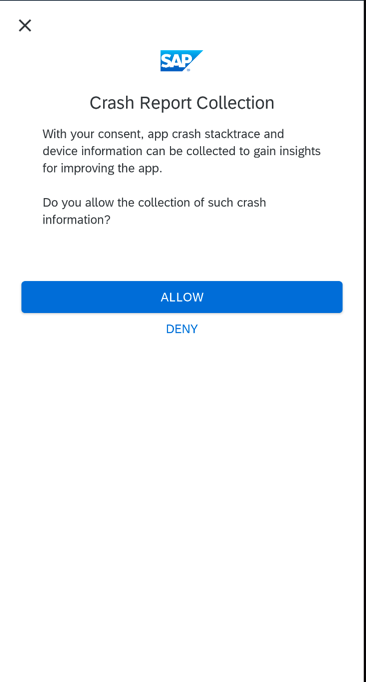 SAP
Crash Report Collection
With your consent, app crash stacktrace and
device information can be collected to gain insights
for improving the app.
Do you allow the collection of such crash
information?
ALLOW
DENY